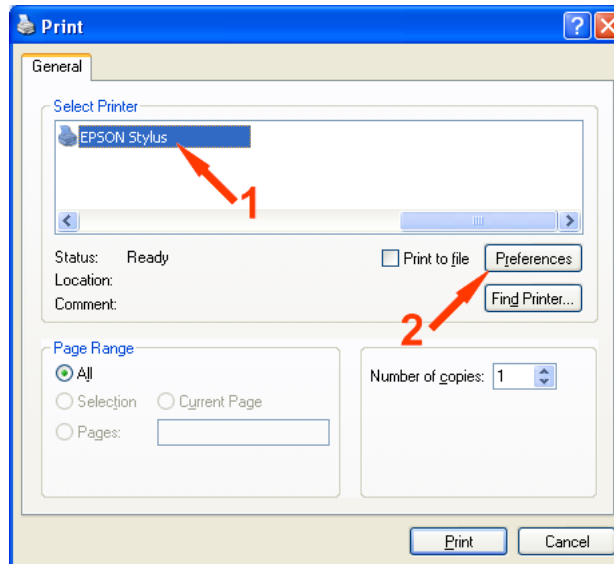 Print
?
X
General
Select Printer
EPSON Stylus
1
Status: Ready
Print to file
Preferences
Location:
Comment:
Find Printer...
2
Page Range
All
Selection
Current Page
Pages:
Number of copies: 1
Print
Cancel